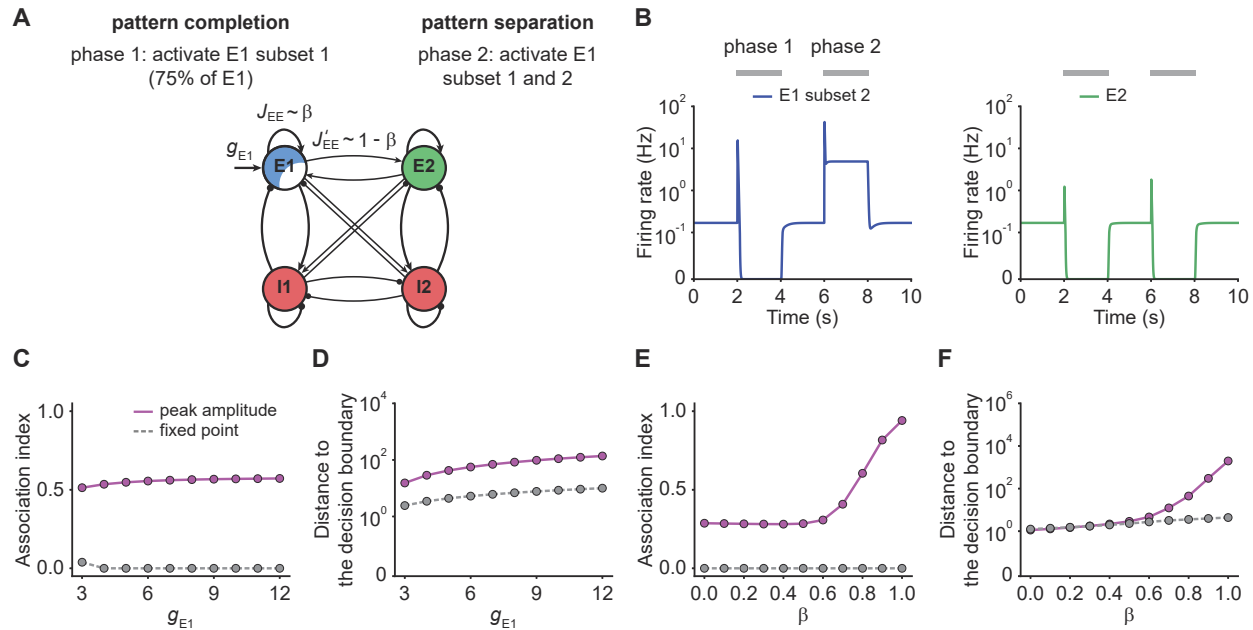 A
pattern completion
phase 1: activate E1 subset 1
(75% of E1)
pattern separation
phase 2: activate E1
subset 1 and 2
J_EE ~ β
J′_EE ~ 1 - β
g_E1
E1
E2
I1
I2
B
phase 1
phase 2
E1 subset 2
Firing rate (Hz)
10^2
10^1
10^0
10^-1
0
0 2 4 6 8 10
Time (s)
E2
Firing rate (Hz)
10^2
10^1
10^0
10^-1
0
0 2 4 6 8 10
Time (s)
C
Association index
1.0
0.5
0.0
peak amplitude
fixed point
3 6 9 12
g_E1
D
Distance to
the decision boundary
10^4
10^2
10^0
0
3 6 9 12
g_E1
E
Association index
1.0
0.5
0.0
0.0 0.2 0.4 0.6 0.8 1.0
β
F
Distance to
the decision boundary
10^6
10^4
10^2
10^0
0
0.0 0.2 0.4 0.6 0.8 1.0
β